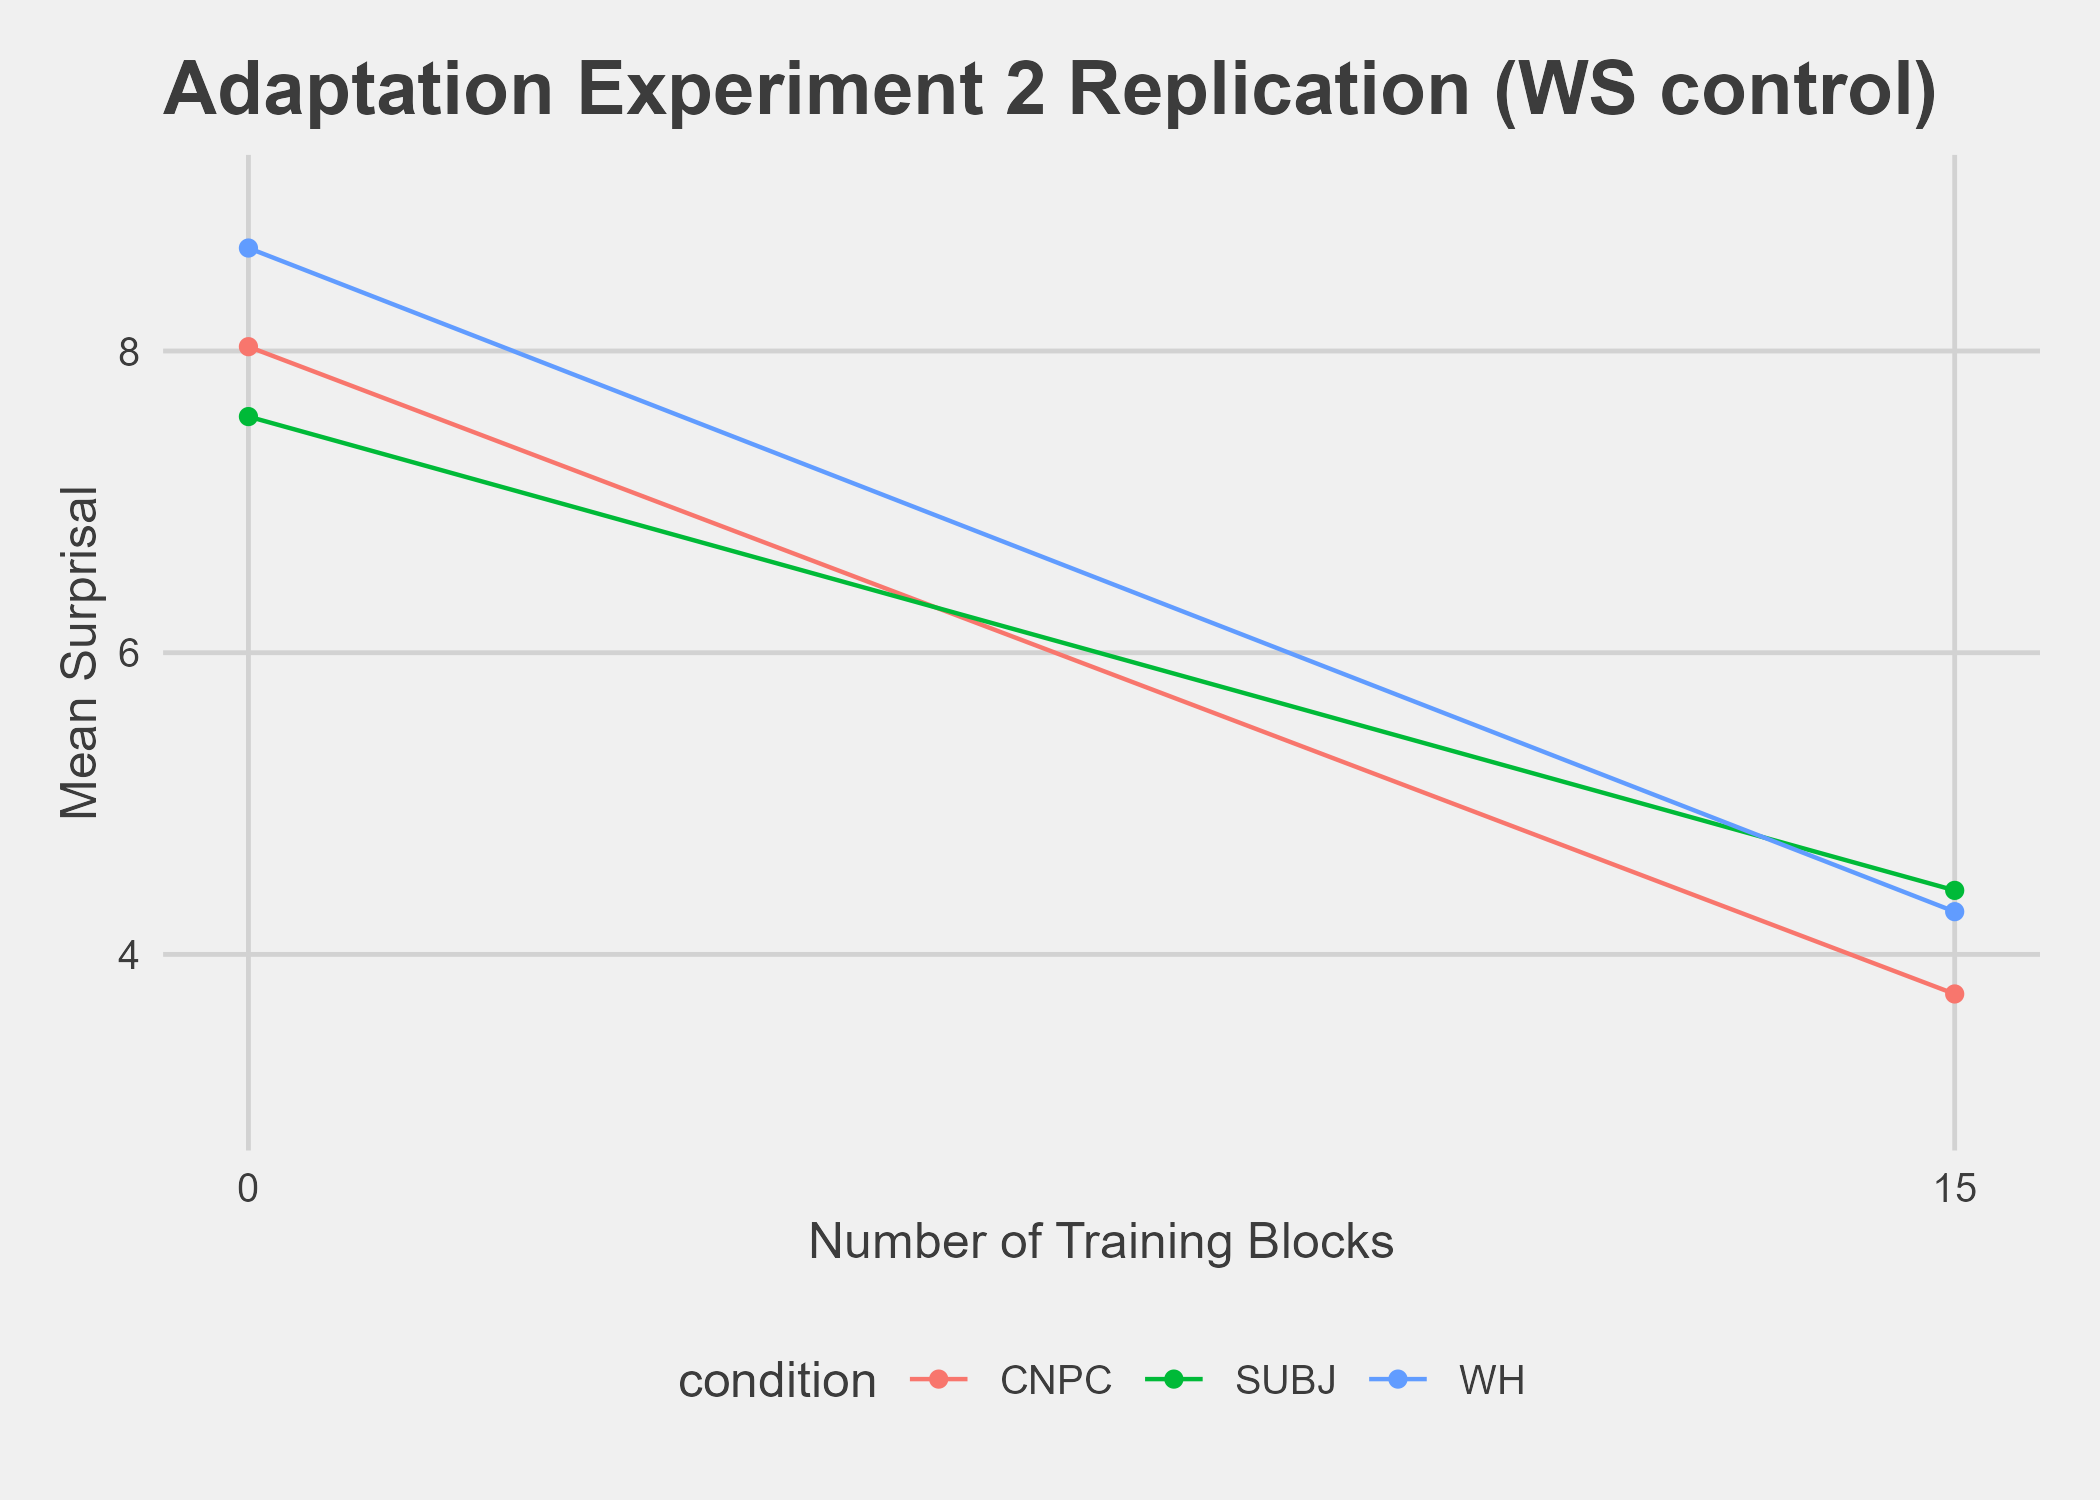 Adaptation Experiment 2 Replication (WS control)
Mean Surprisal
8
6
4
0 15
Number of Training Blocks
condition CNPC SUBJ WH